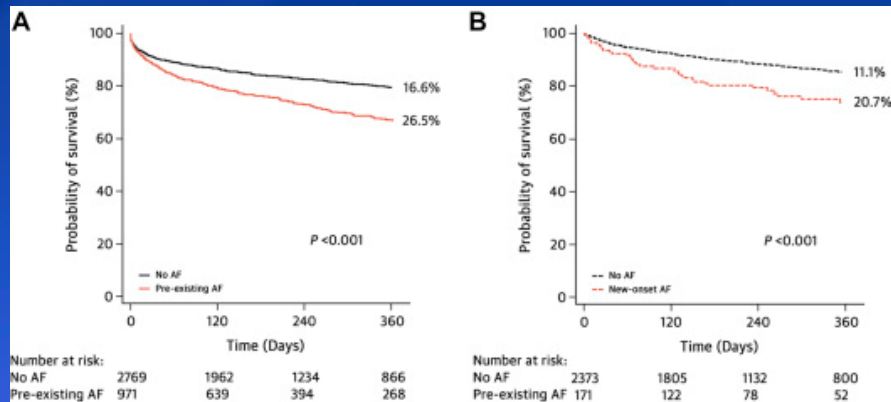 A
Probability of survival (%)
100
80
60
40
20
0
16.6%
26.5%
P <0.001
No AF
Pre-existing AF
0 120 240 360
Time (Days)
Number at risk:
No AF 2769 1962 1234 866
Pre-existing AF 971 639 394 268
B
Probability of survival (%)
100
80
60
40
20
0
11.1%
20.7%
P <0.001
No AF
New-onset AF
0 120 240 360
Time (Days)
Number at risk:
No AF 2373 1805 1132 800
Pre-existing AF 171 122 78 52